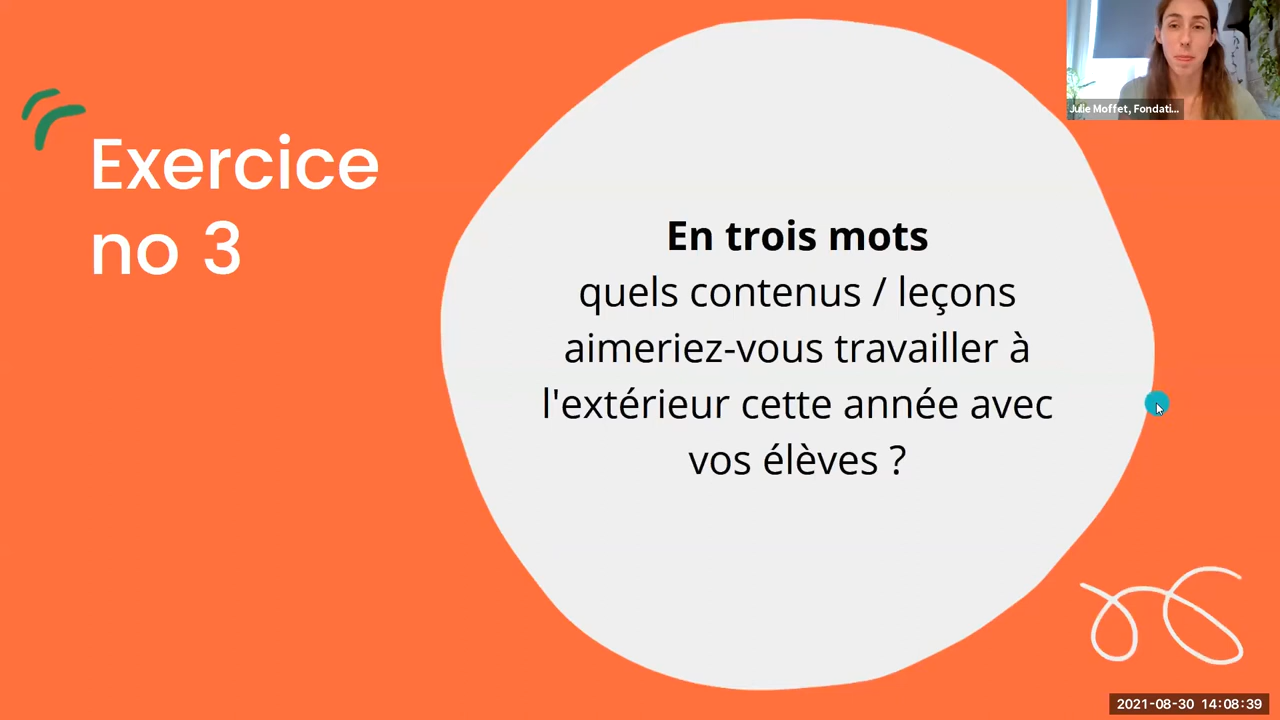 Exercice
no 3
En trois mots
quels contenus / leçons
aimeriez-vous travailler à
l'extérieur cette année avec
vos élèves ?
Julie Moffet, Fondati...
2021-08-30 14:08:39